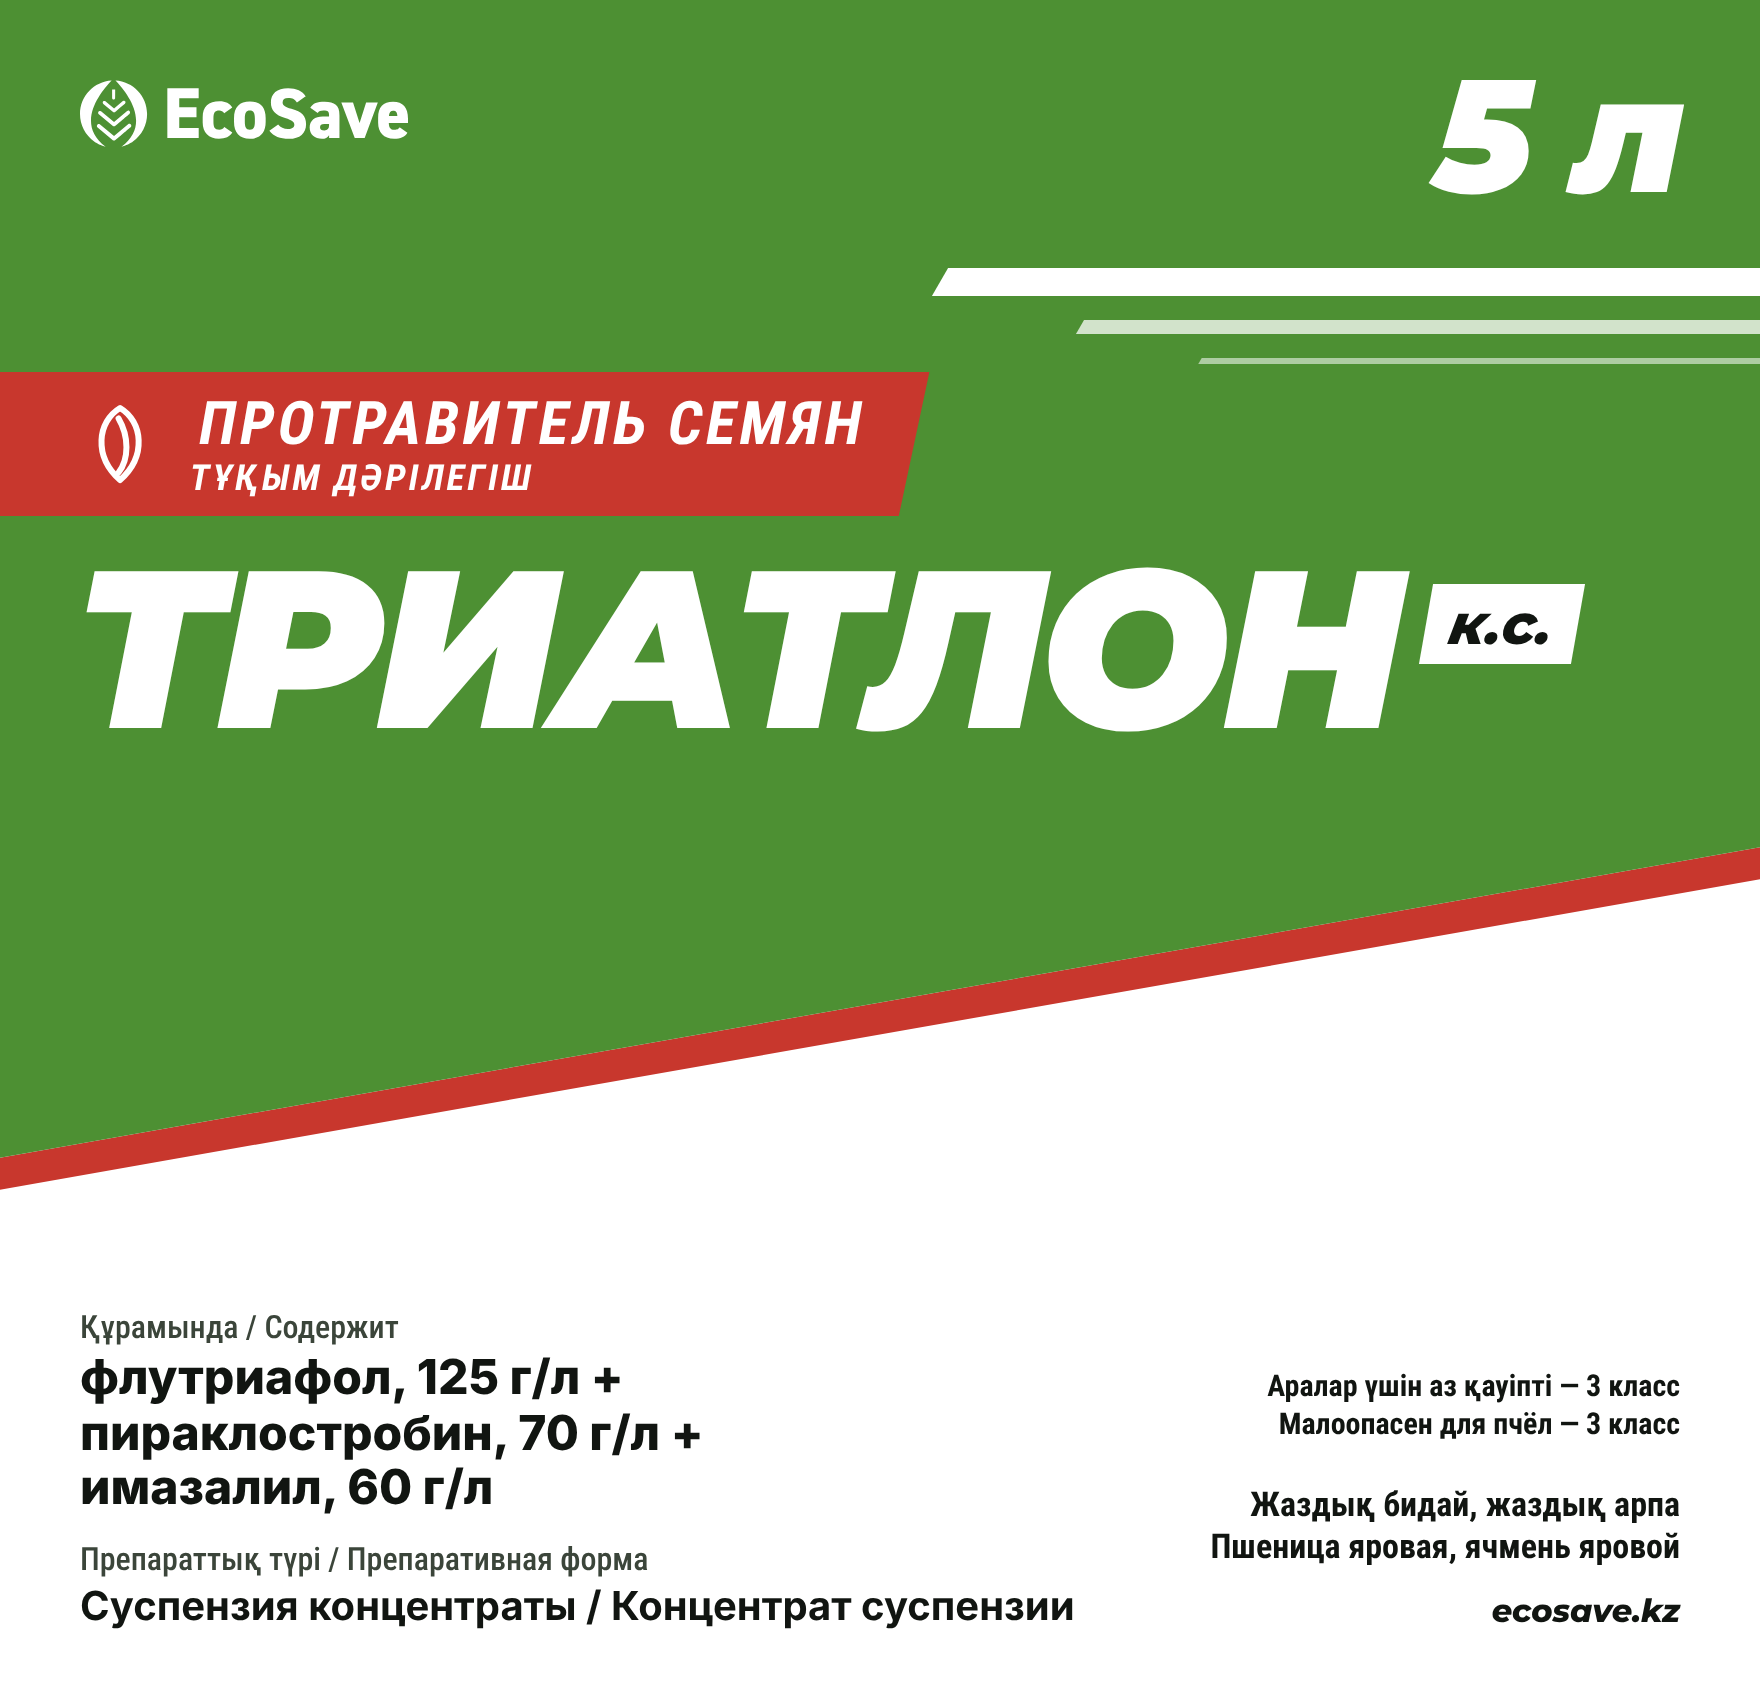 EcoSave
5 л
ПРОТРАВИТЕЛЬ СЕМЯН
ТҰҚЫМ ДӘРІЛЕГІШ
ТРИАТЛОН к.с.
Құрамында / Содержит
флутриафол, 125 г/л +
пираклостробин, 70 г/л +
имазалил, 60 г/л
Препараттық түрі / Препаративная форма
Суспензия концентраты / Концентрат суспензии
Аралар үшін аз қауіпті — 3 класс
Малоопасен для пчёл — 3 класс
Жаздық бидай, жаздық арпа
Пшеница яровая, ячмень яровой
ecosave.kz